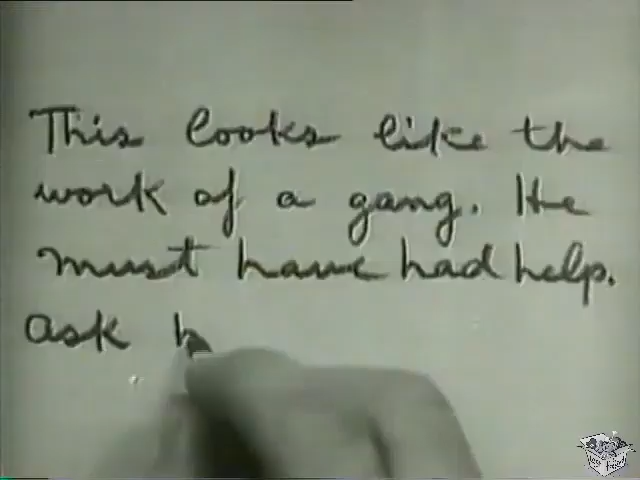 This looks like the
work of a gang. He
must have had help.
ask h